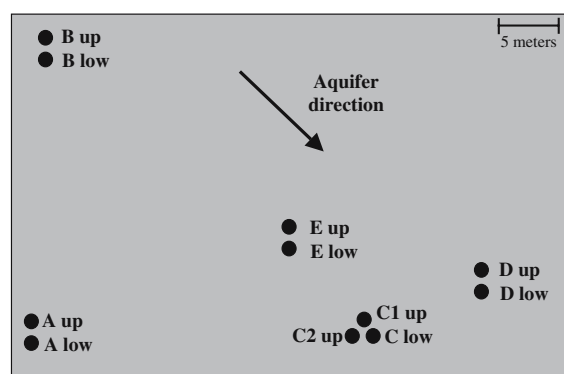 B up
B low
5 meters
Aquifer
direction
E up
E low
D up
D low
A up
A low
C1 up
C2 up C low